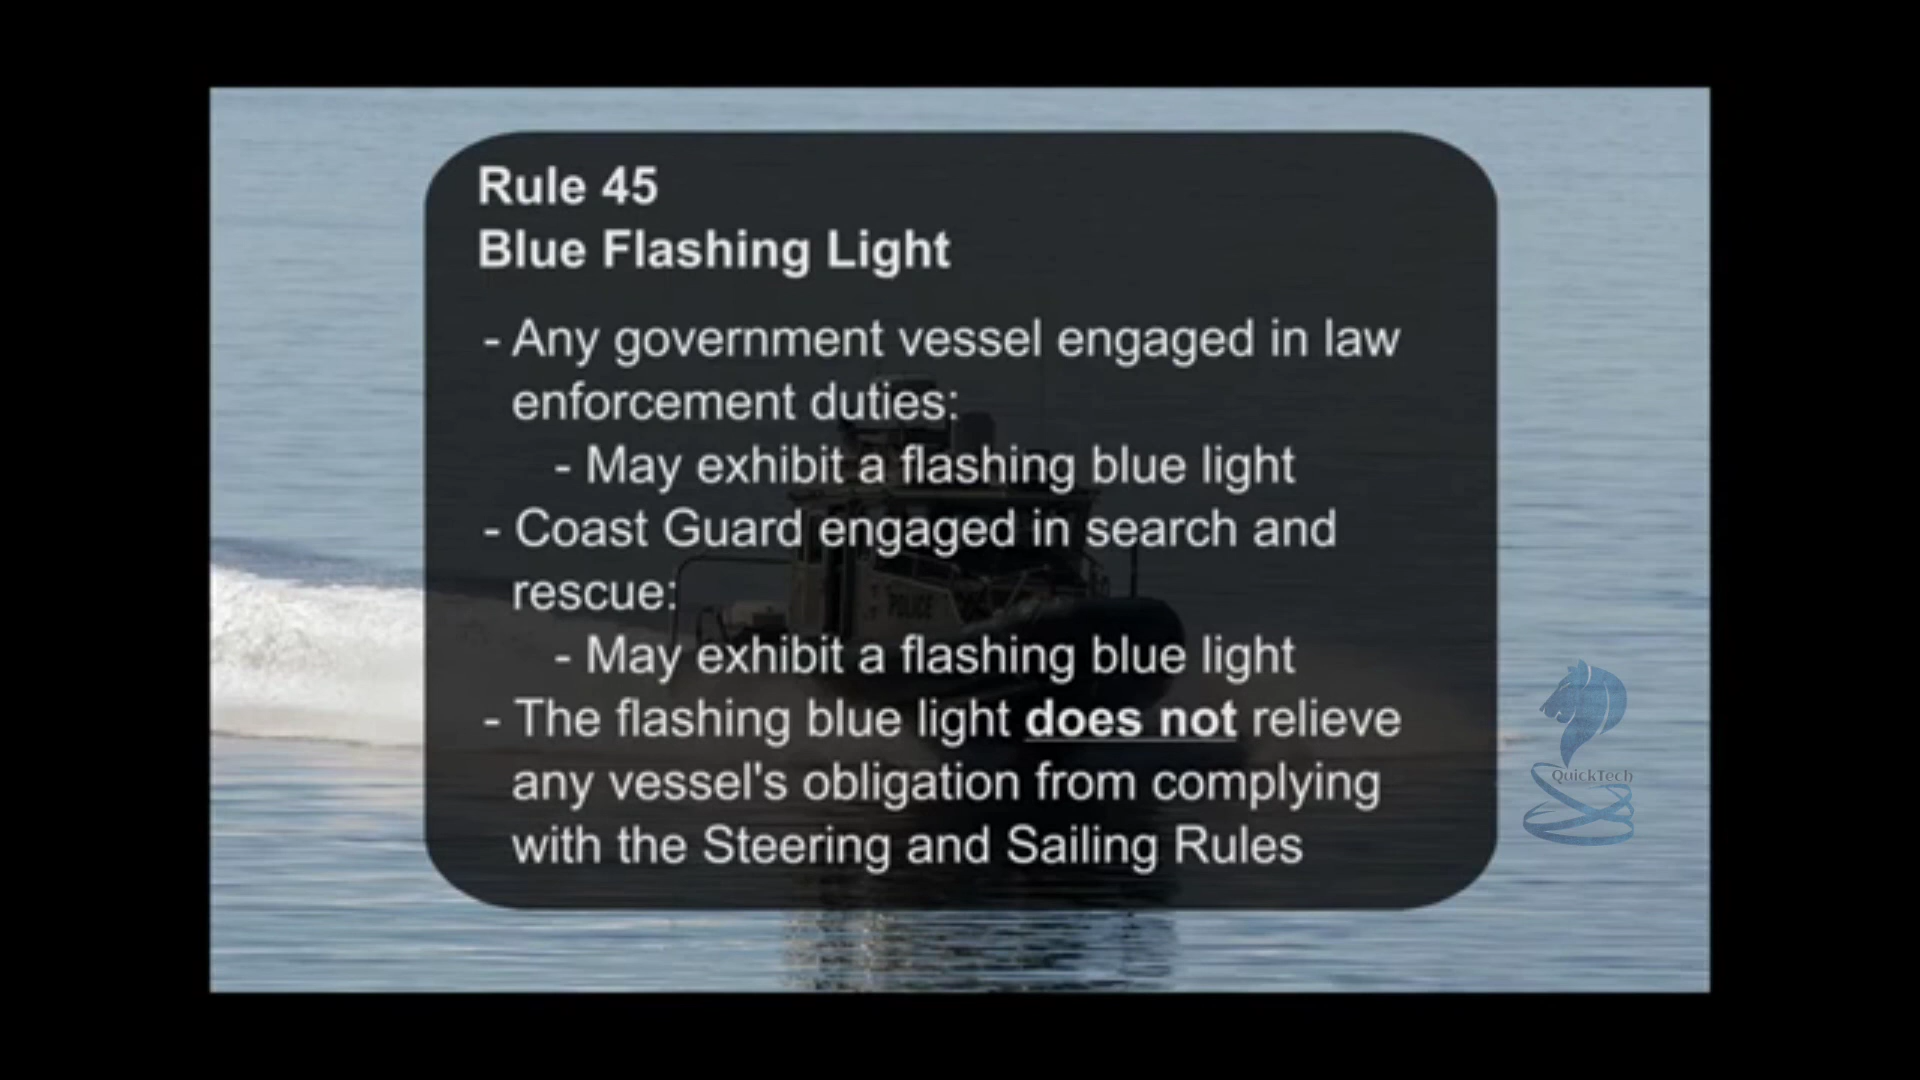 Rule 45
Blue Flashing Light
- Any government vessel engaged in law
enforcement duties:
- May exhibit a flashing blue light
- Coast Guard engaged in search and
rescue:
- May exhibit a flashing blue light
- The flashing blue light does not relieve
any vessel's obligation from complying
with the Steering and Sailing Rules
POLICE
QuickTech